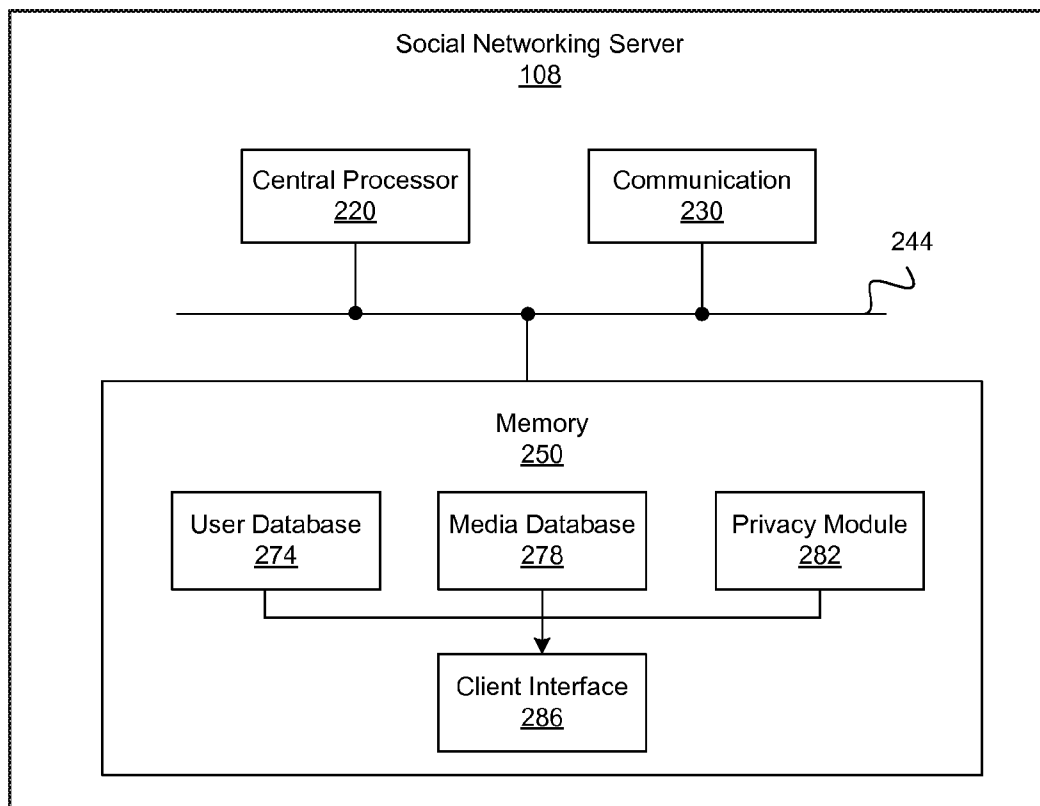 Social Networking Server
108
Central Processor
220
Communication
230
244
Memory
250
User Database
274
Media Database
278
Privacy Module
282
Client Interface
286